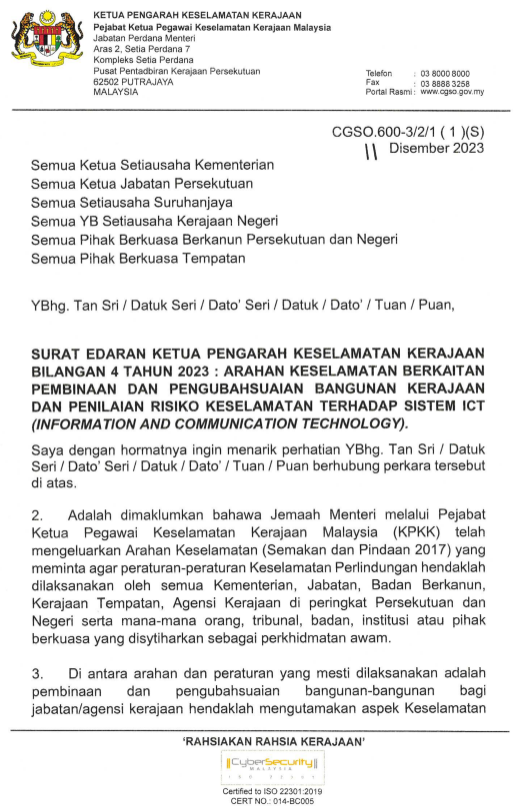 KETUA PENGARAH KESELAMATAN KERAJAAN
Pejabat Ketua Pegawai Keselamatan Kerajaan Malaysia
Jabatan Perdana Menteri
Aras 2, Setia Perdana 7
Kompleks Setia Perdana
Pusat Pentadbiran Kerajaan Persekutuan
62502 PUTRAJAYA
MALAYSIA
Telefon : 03 8000 8000
Fax : 03 8888 3258
Portal Rasmi : www.cgso.gov.my
CGSO.600-3/2/1 ( 1 )(S)
11 Disember 2023
Semua Ketua Setiausaha Kementerian
Semua Ketua Jabatan Persekutuan
Semua Setiausaha Suruhanjaya
Semua YB Setiausaha Kerajaan Negeri
Semua Pihak Berkuasa Berkanun Persekutuan dan Negeri
Semua Pihak Berkuasa Tempatan
YBhg. Tan Sri / Datuk Seri / Dato' Seri / Datuk / Dato' / Tuan / Puan,
SURAT EDARAN KETUA PENGARAH KESELAMATAN KERAJAAN
BILANGAN 4 TAHUN 2023 : ARAHAN KESELAMATAN BERKAITAN
PEMBINAAN DAN PENGUBAHSUAIAN BANGUNAN KERAJAAN
DAN PENILAIAN RISIKO KESELAMATAN TERHADAP SISTEM ICT
(INFORMATION AND COMMUNICATION TECHNOLOGY).
Saya dengan hormatnya ingin menarik perhatian YBhg. Tan Sri / Datuk
Seri / Dato' Seri / Datuk / Dato' / Tuan / Puan berhubung perkara tersebut
di atas.
2. Adalah dimaklumkan bahawa Jemaah Menteri melalui Pejabat
Ketua Pegawai Keselamatan Kerajaan Malaysia (KPKK) telah
mengeluarkan Arahan Keselamatan (Semakan dan Pindaan 2017) yang
meminta agar peraturan-peraturan Keselamatan Perlindungan hendaklah
dilaksanakan oleh semua Kementerian, Jabatan, Badan Berkanun,
Kerajaan Tempatan, Agensi Kerajaan di peringkat Persekutuan dan
Negeri serta mana-mana orang, tribunal, badan, institusi atau pihak
berkuasa yang disytiharkan sebagai perkhidmatan awam.
3. Di antara arahan dan peraturan yang mesti dilaksanakan adalah
pembinaan dan pengubahsuaian bangunan-bangunan bagi
jabatan/agensi kerajaan hendaklah mengutamakan aspek Keselamatan
'RAHSIAKAN RAHSIA KERAJAAN'
CyberSecurity
MALAYSIA
ISO 22301
Certified to ISO 22301:2019
CERT NO.: 014-BC005